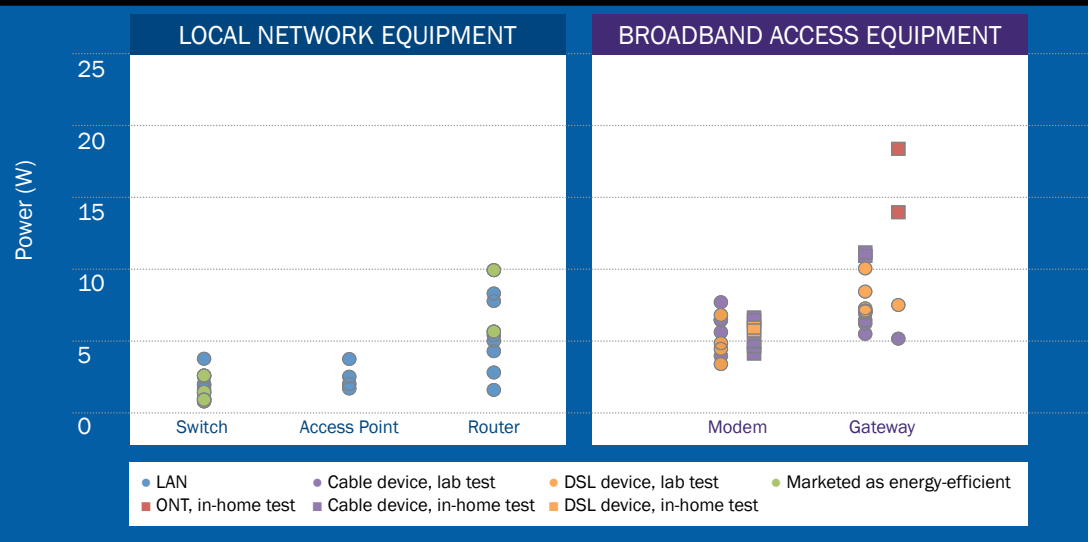 LOCAL NETWORK EQUIPMENT
BROADBAND ACCESS EQUIPMENT
Power (W)
25
20
15
10
5
0
Switch
Access Point
Router
Modem
Gateway
LAN
Cable device, lab test
DSL device, lab test
Marketed as energy-efficient
ONT, in-home test
Cable device, in-home test
DSL device, in-home test